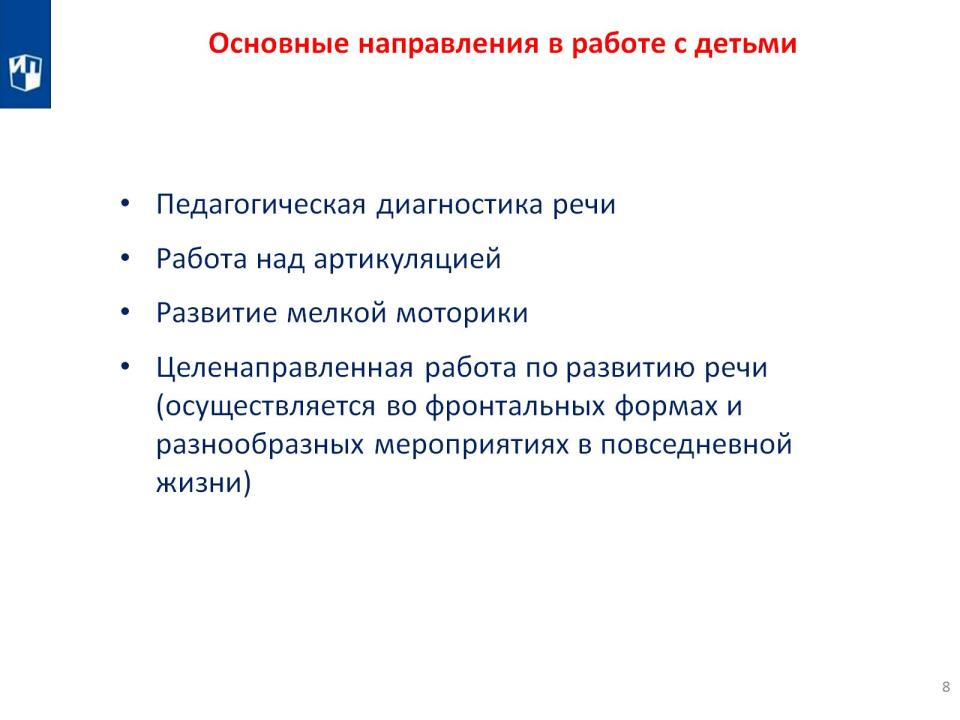 Основные направления в работе с детьми
ИЦ
• Педагогическая диагностика речи
• Работа над артикуляцией
• Развитие мелкой моторики
• Целенаправленная работа по развитию речи
(осуществляется во фронтальных формах и
разнообразных мероприятиях в повседневной
жизни)
8